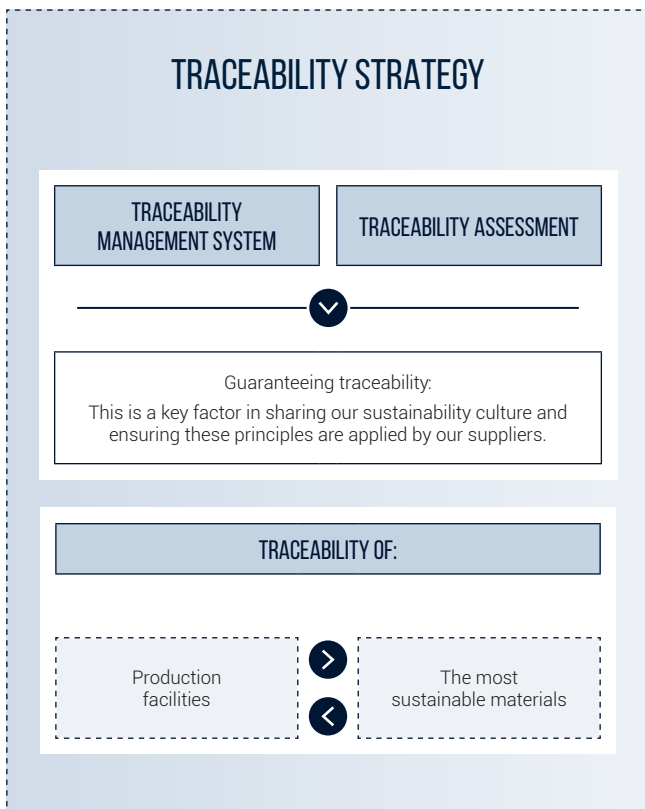 TRACEABILITY STRATEGY
TRACEABILITY
MANAGEMENT SYSTEM
TRACEABILITY ASSESSMENT
Guaranteeing traceability:
This is a key factor in sharing our sustainability culture and
ensuring these principles are applied by our suppliers.
TRACEABILITY OF:
Production
facilities
The most
sustainable materials